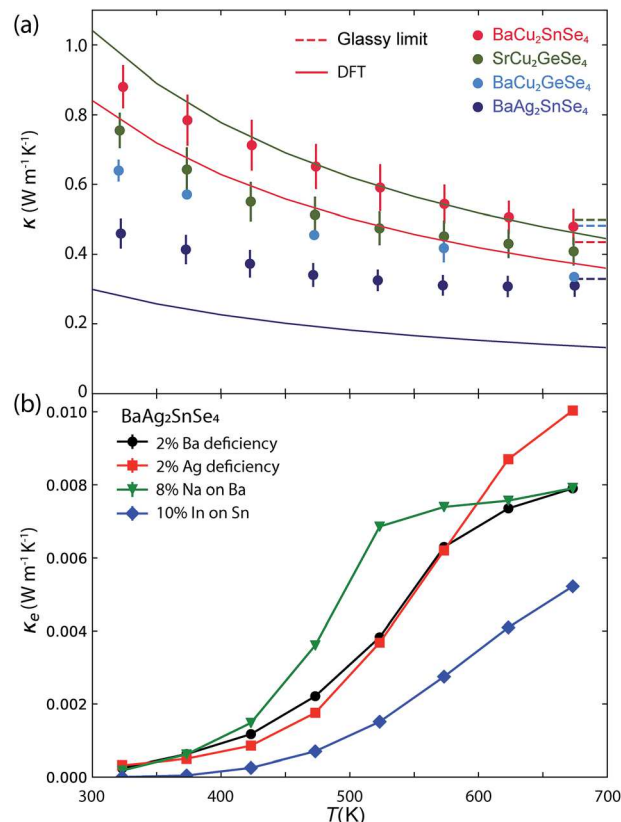 (a)
1.0
0.8
0.6
0.4
0.2
0
κ (W m⁻¹ K⁻¹)
Glassy limit
DFT
BaCu₂SnSe₄
SrCu₂GeSe₄
BaCu₂GeSe₄
BaAg₂SnSe₄
(b)
0.010
0.008
0.006
0.004
0.002
0.000
κₑ (W m⁻¹ K⁻¹)
BaAg₂SnSe₄
2% Ba deficiency
2% Ag deficiency
8% Na on Ba
10% In on Sn
300 400 500 600 700
T(K)